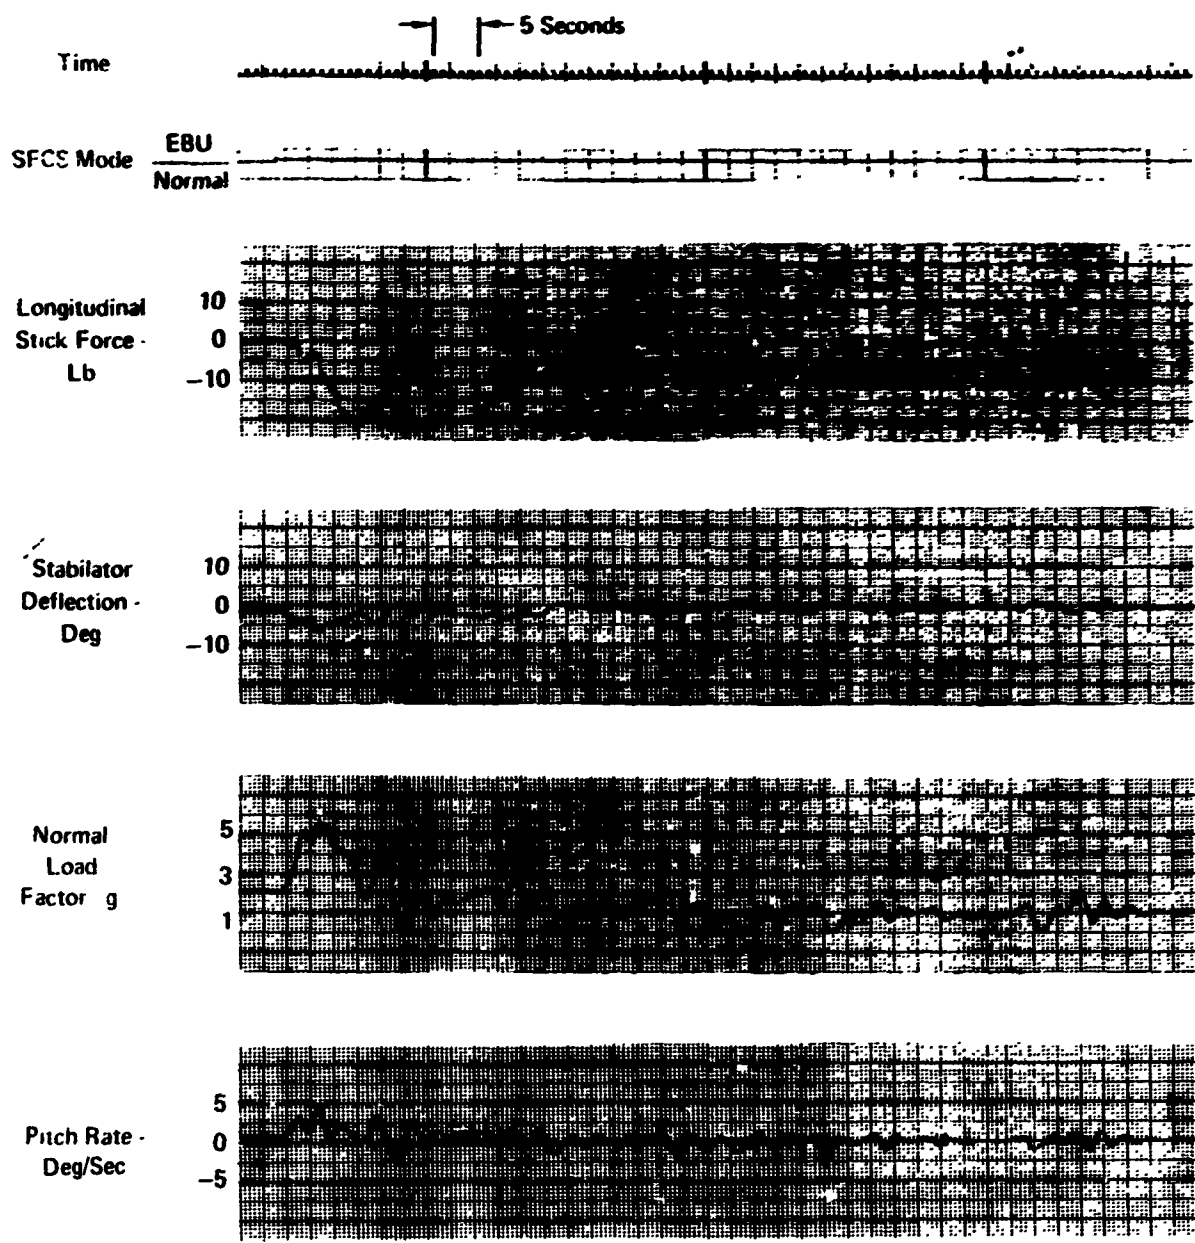 5 Seconds
Time
SFCS Mode
EBU
Normal
Longitudinal
Stick Force -
Lb
10
0
-10
Stabilator
Deflection -
Deg
10
0
-10
Normal
Load
Factor g
5
3
1
Pitch Rate -
Deg/Sec
5
0
-5